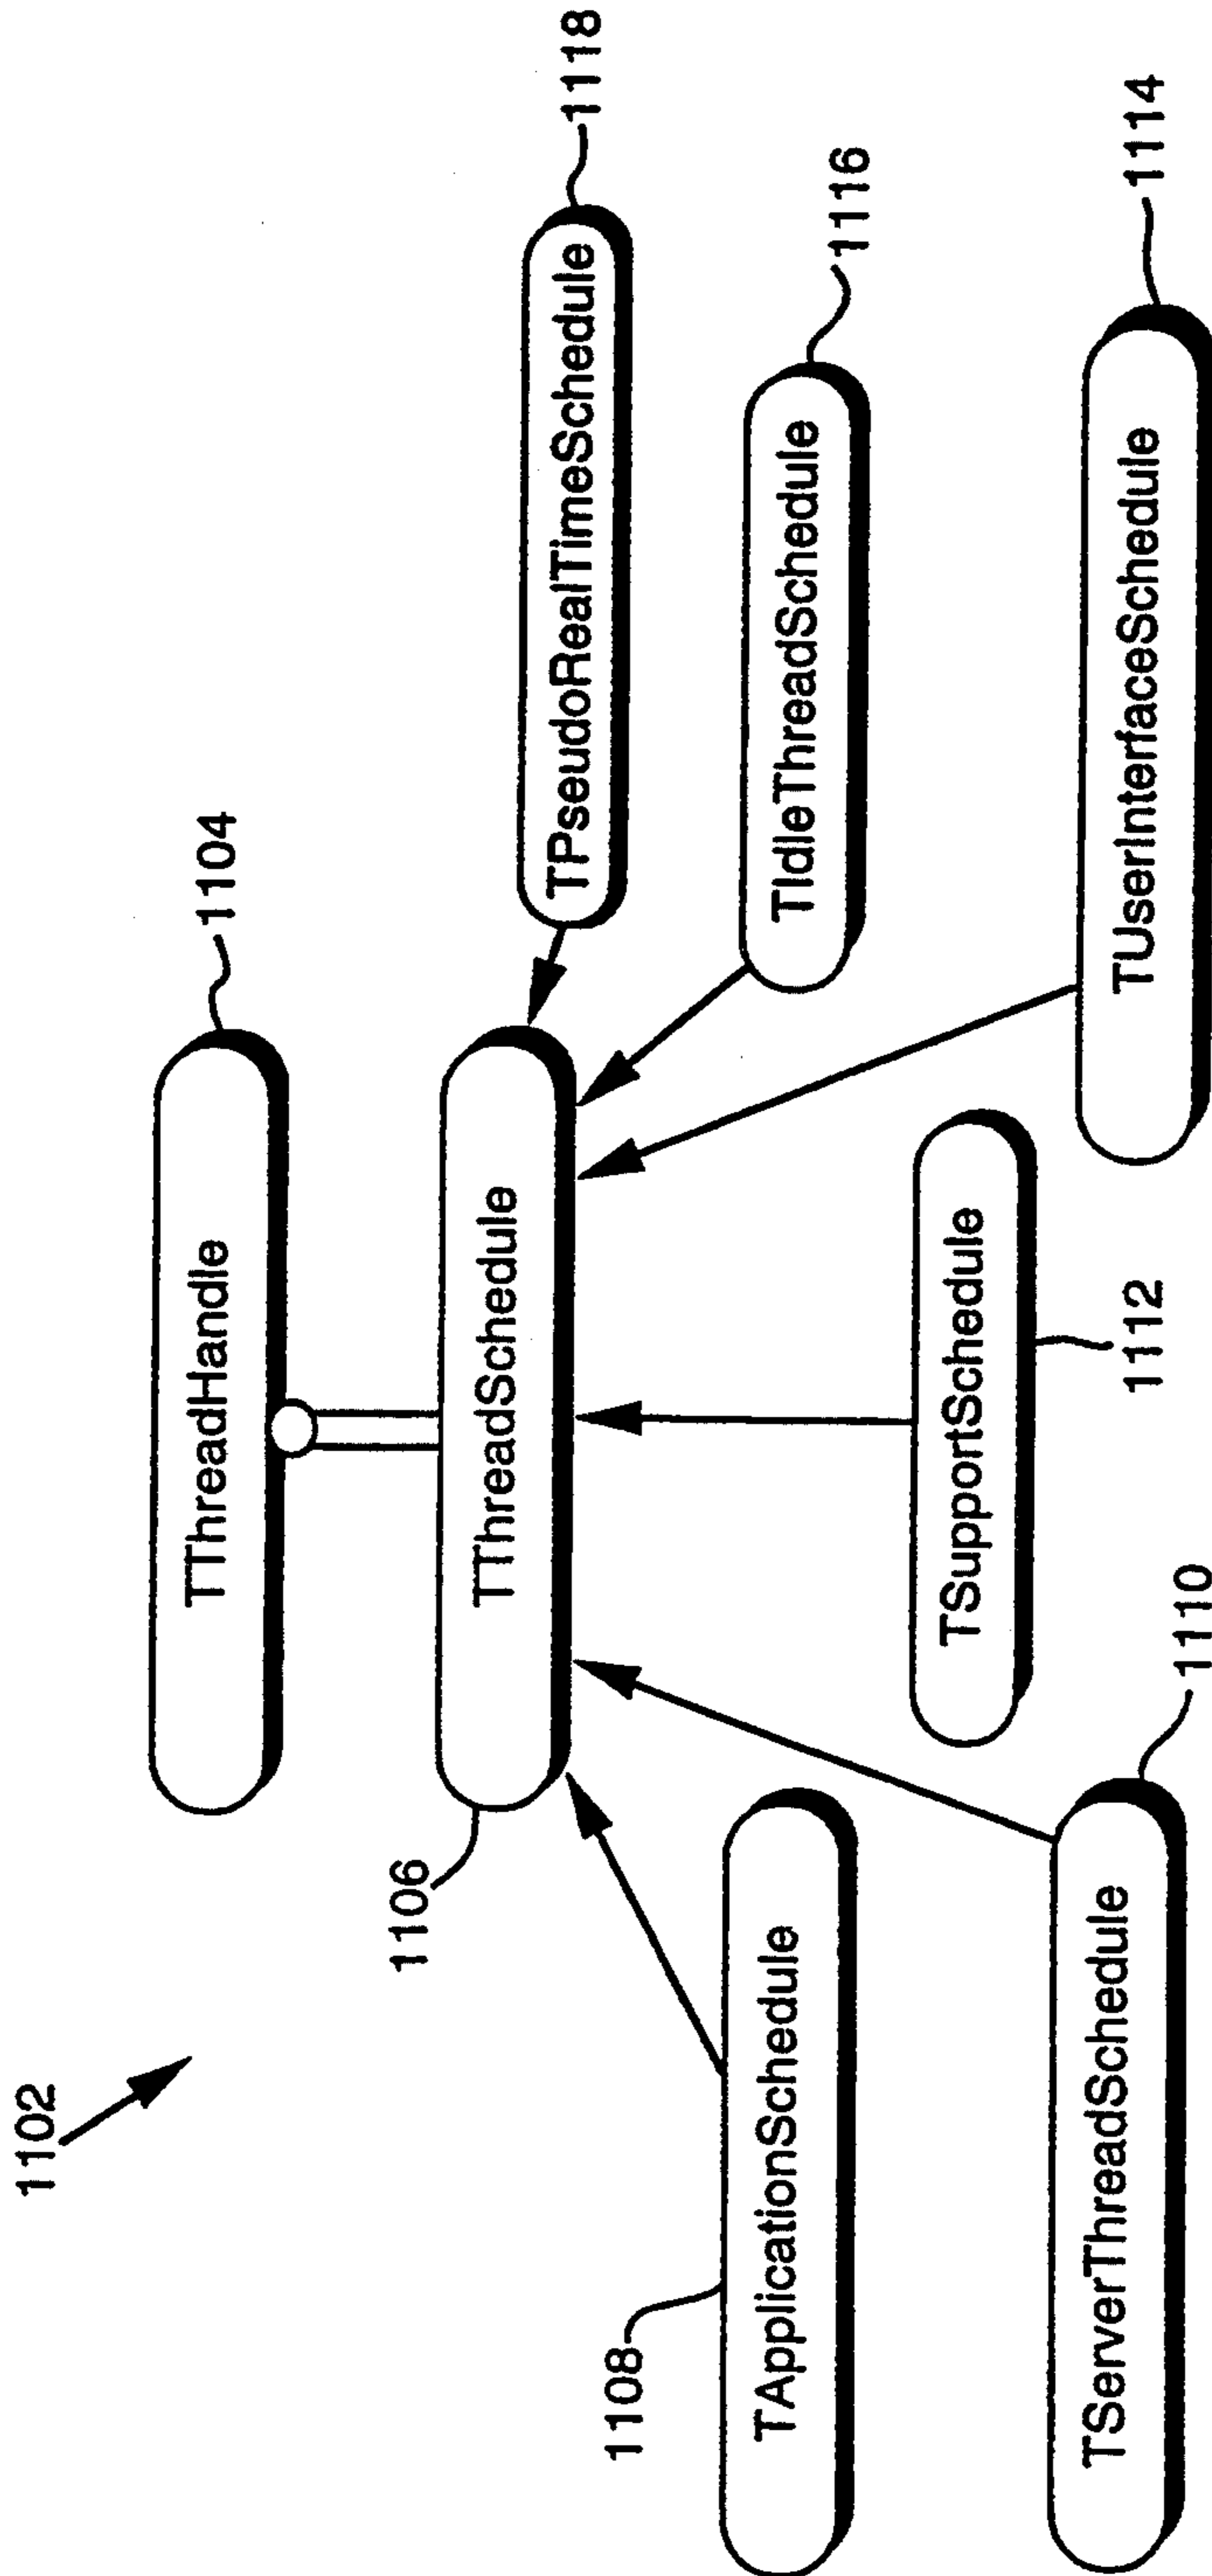 1102
1104
TThreadHandle
1106
TThreadSchedule
1118
TPseudoRealTimeSchedule
1108
TApplicationSchedule
TIdleThreadSchedule
1116
TSupportSchedule
1112
TServerThreadSchedule
1110
TUserInterfaceSchedule
1114